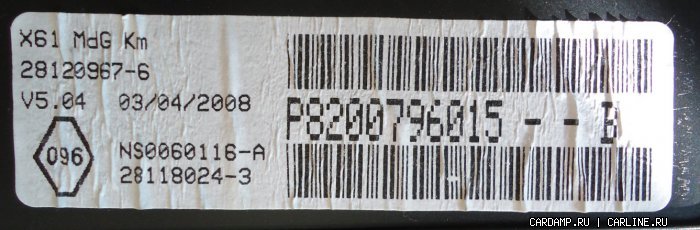 X61 MdG Km
28120967-6
V5.04 03/04/2008
P8200796015 - - B
096
NS0060116-A
28118024-3
CARDAMP.RU | CARLINE.RU